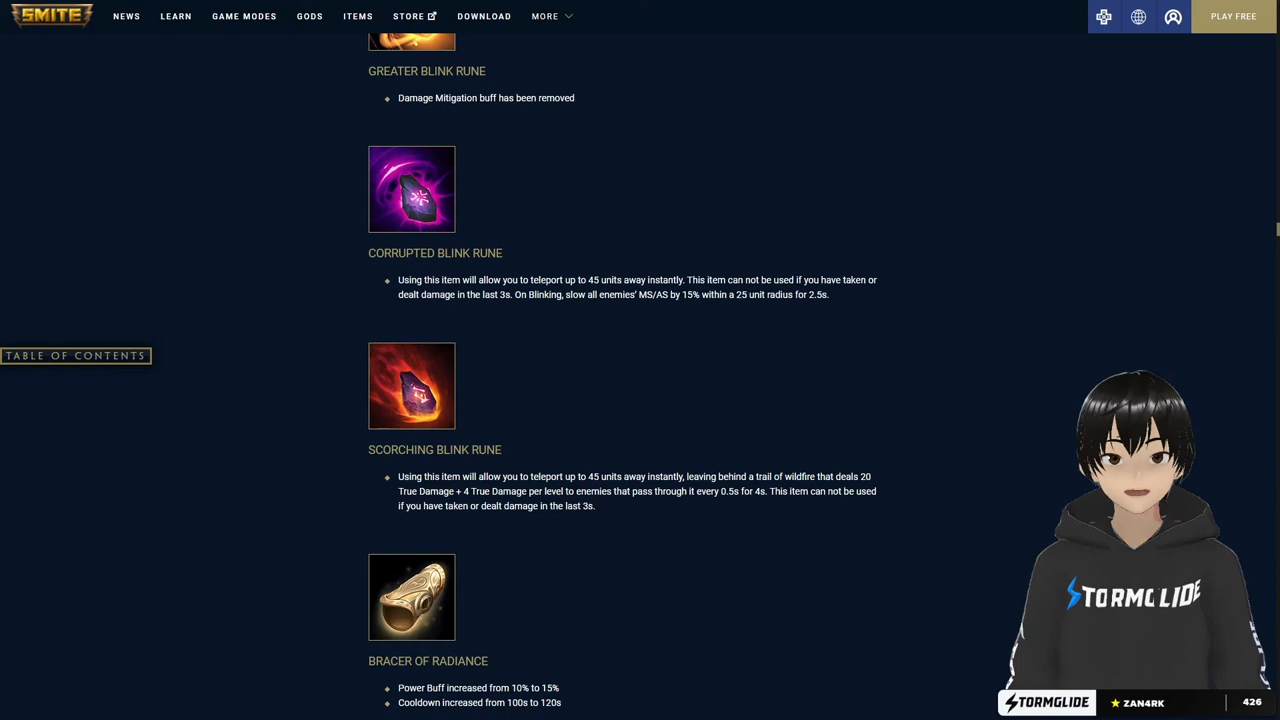 SMITE
NEWS
LEARN
GAME MODES
GODS
ITEMS
STORE
DOWNLOAD
MORE
PLAY FREE
GREATER BLINK RUNE
Damage Mitigation buff has been removed
CORRUPTED BLINK RUNE
Using this item will allow you to teleport up to 45 units away instantly. This item can not be used if you have taken or
dealt damage in the last 3s. On Blinking, slow all enemies’ MS/AS by 15% within a 25 unit radius for 2.5s.
TABLE OF CONTENTS
SCORCHING BLINK RUNE
Using this item will allow you to teleport up to 45 units away instantly, leaving behind a trail of wildfire that deals 20
True Damage + 4 True Damage per level to enemies that pass through it every 0.5s for 4s. This item can not be used
if you have taken or dealt damage in the last 3s.
BRACER OF RADIANCE
Power Buff increased from 10% to 15%
Cooldown increased from 100s to 120s
STORMGLIDE
STORMGLIDE
ZAN4RK
426